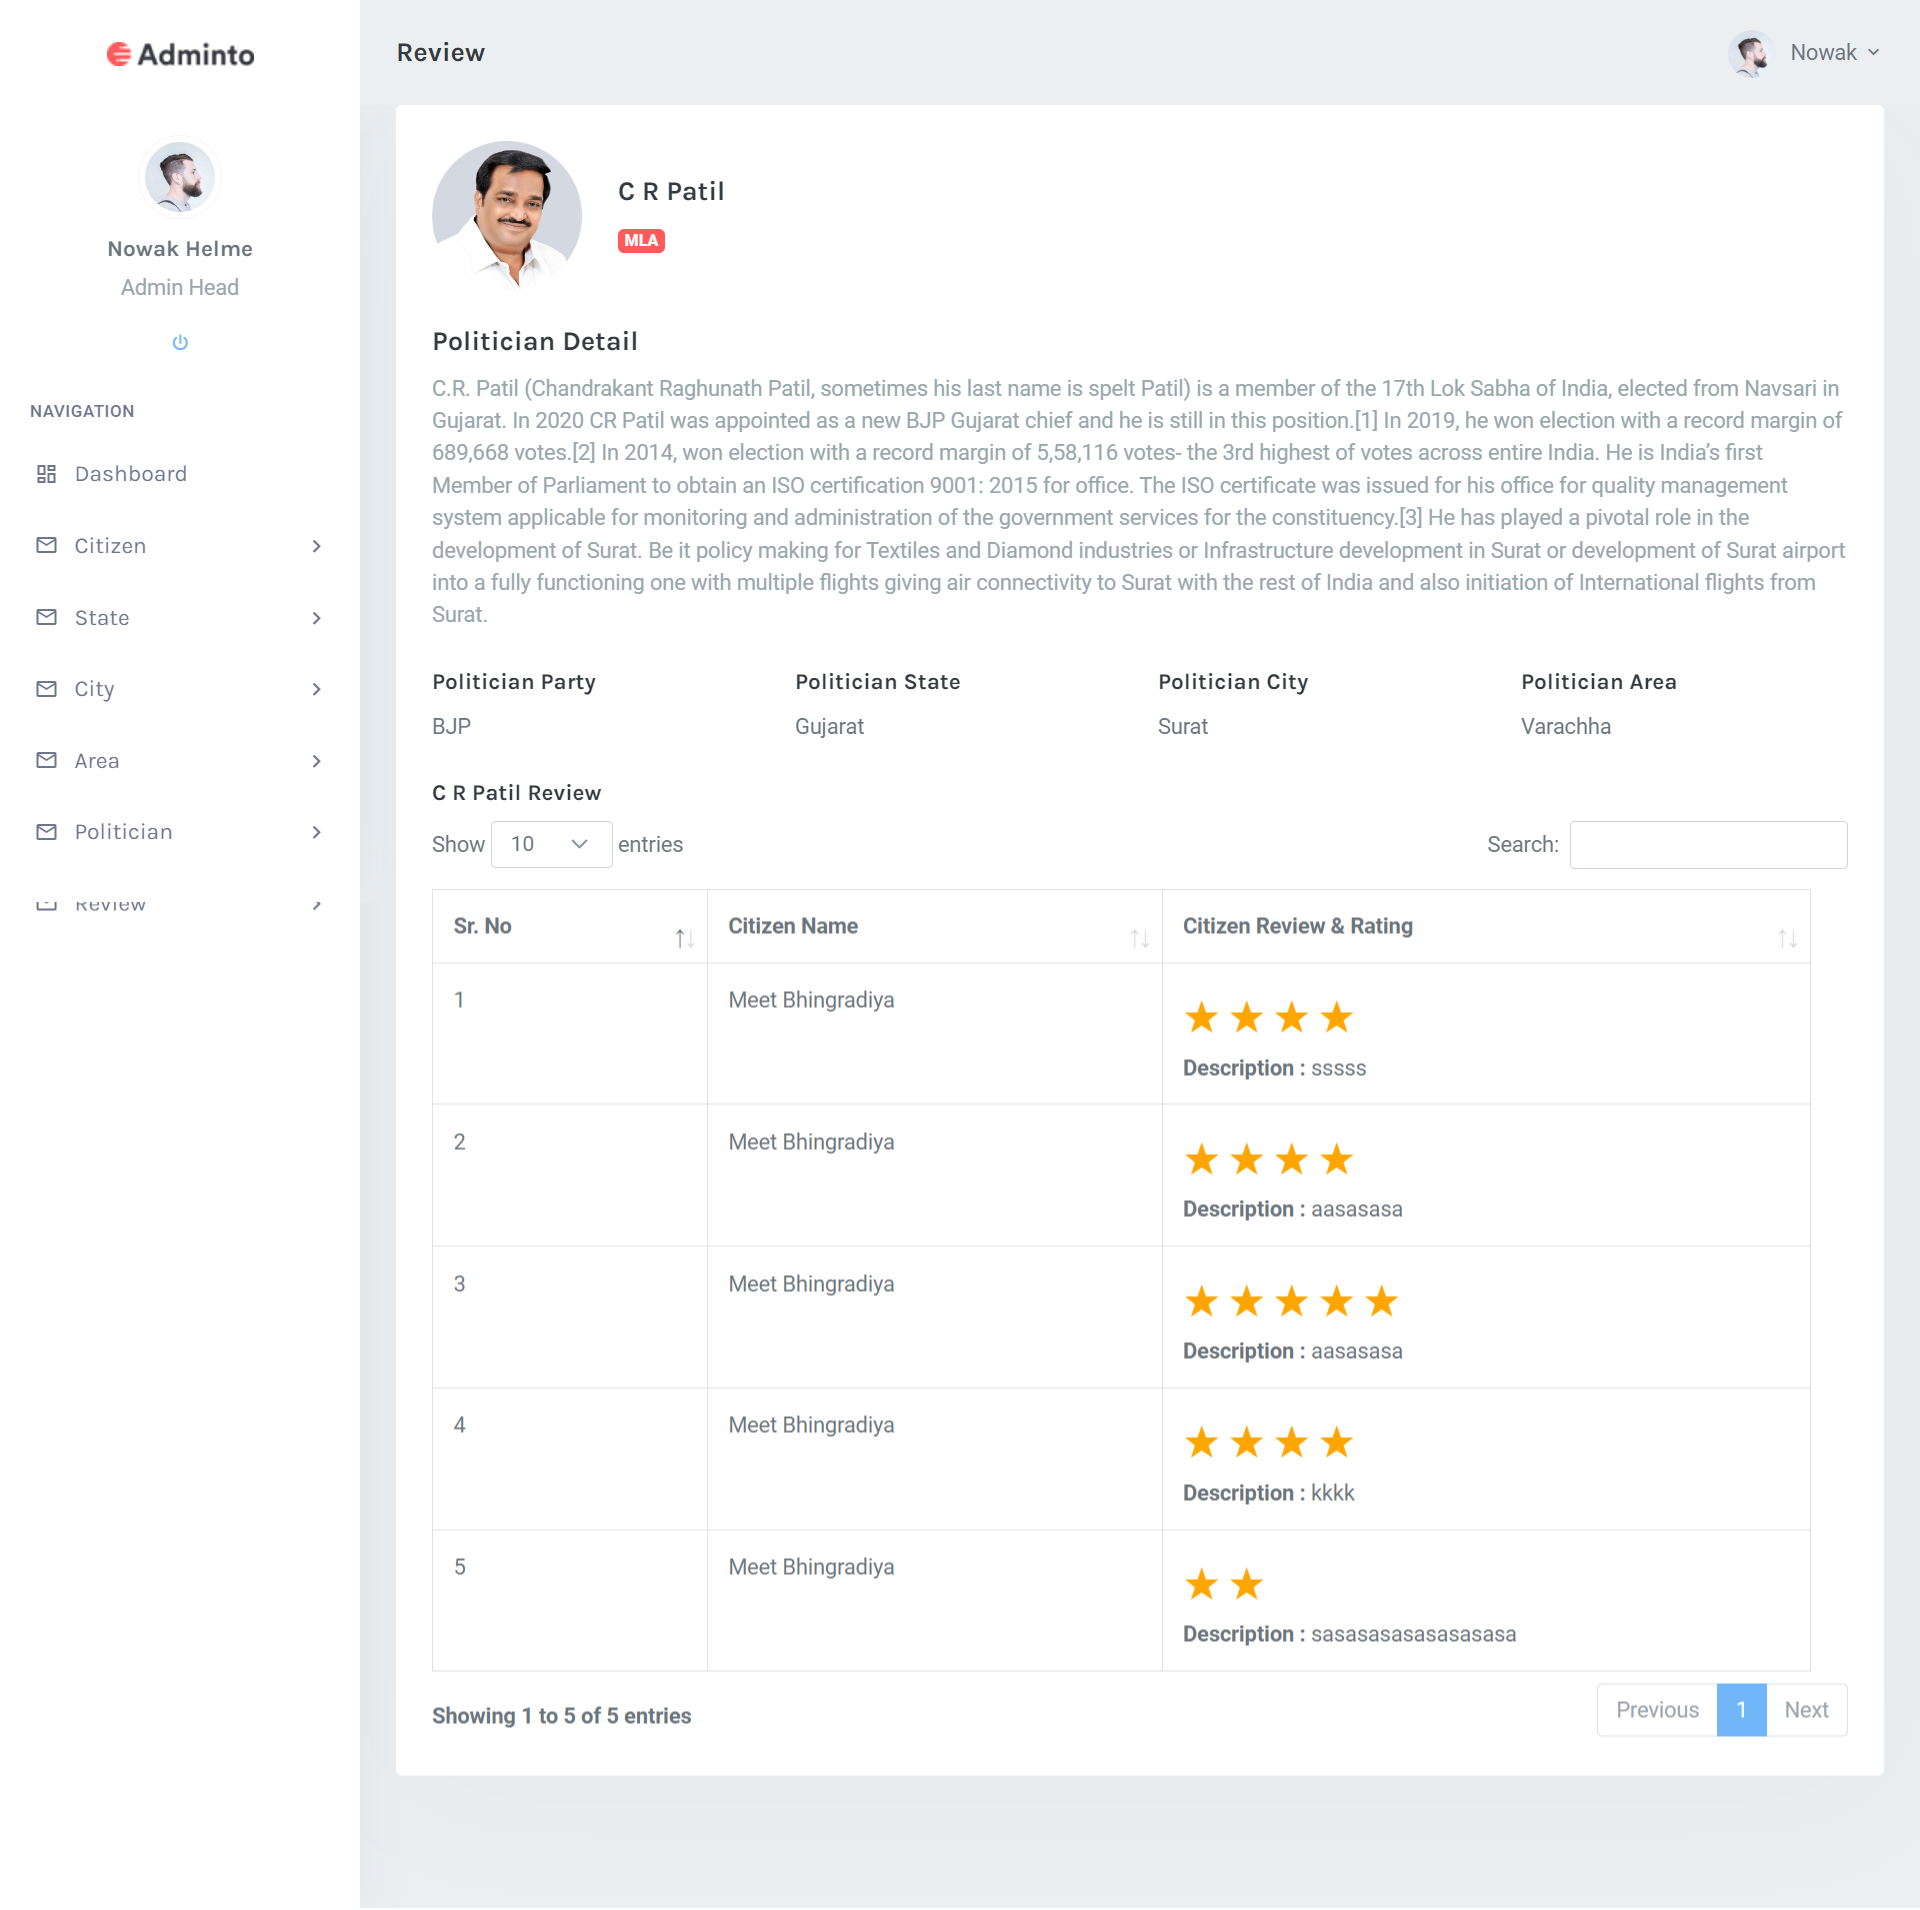 Adminto
Review
Nowak
Nowak Helme
Admin Head
NAVIGATION
Dashboard
Citizen
State
City
Area
Politician
Review
C R Patil
MLA
Politician Detail
C.R. Patil (Chandrakant Raghunath Patil, sometimes his last name is spelt Patil) is a member of the 17th Lok Sabha of India, elected from Navsari in
Gujarat. In 2020 CR Patil was appointed as a new BJP Gujarat chief and he is still in this position.[1] In 2019, he won election with a record margin of
689,668 votes.[2] In 2014, won election with a record margin of 5,58,116 votes- the 3rd highest of votes across entire India. He is India’s first
Member of Parliament to obtain an ISO certification 9001: 2015 for office. The ISO certificate was issued for his office for quality management
system applicable for monitoring and administration of the government services for the constituency.[3] He has played a pivotal role in the
development of Surat. Be it policy making for Textiles and Diamond industries or Infrastructure development in Surat or development of Surat airport
into a fully functioning one with multiple flights giving air connectivity to Surat with the rest of India and also initiation of International flights from
Surat.
Politician Party Politician State Politician City Politician Area
BJP Gujarat Surat Varachha
C R Patil Review
Show 10 entries Search:
Sr. No Citizen Name Citizen Review & Rating
1 Meet Bhingradiya
Description : sssss
2 Meet Bhingradiya
Description : aasasasa
3 Meet Bhingradiya
Description : aasasasa
4 Meet Bhingradiya
Description : kkkk
5 Meet Bhingradiya
Description : sasasasasasasasasa
Showing 1 to 5 of 5 entries
Previous 1 Next